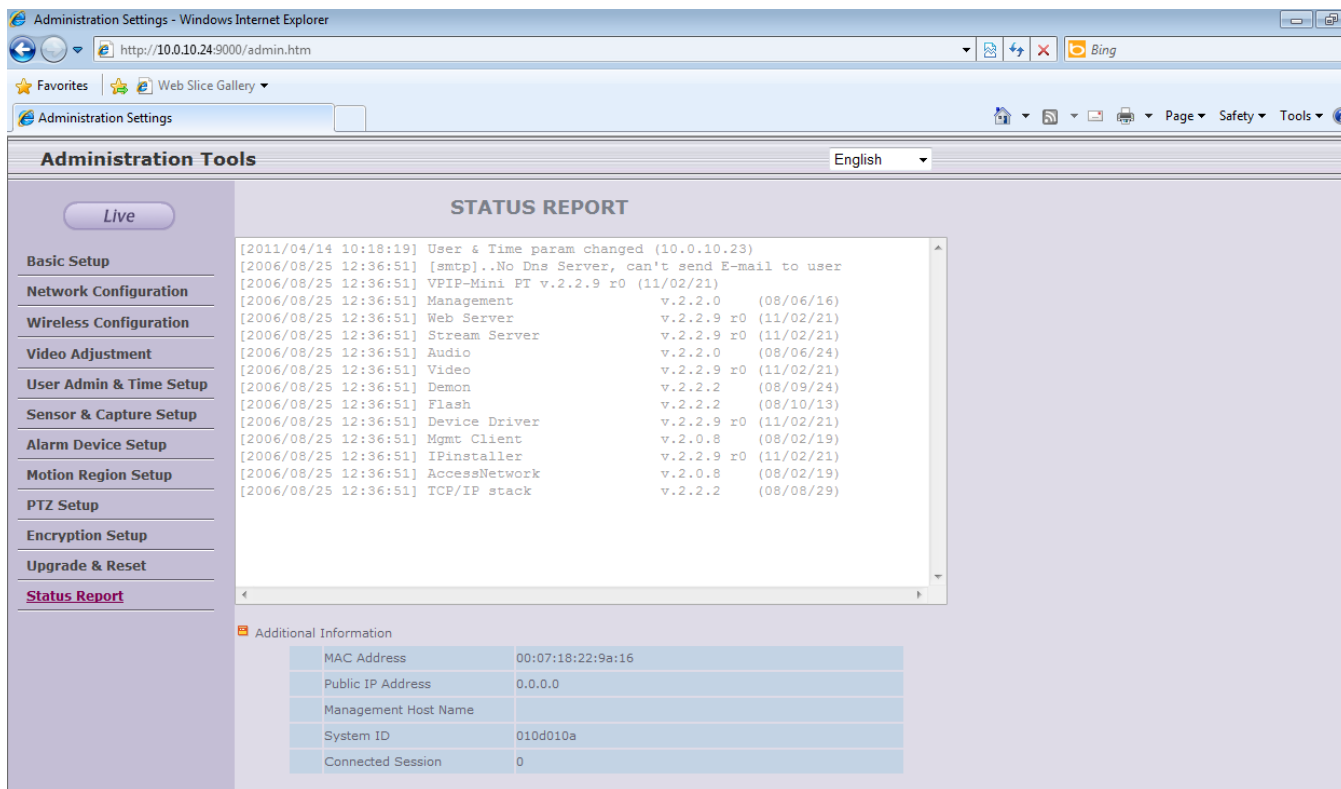 Administration Settings - Windows Internet Explorer
http://10.0.10.24:9000/admin.htm
Bing
Favorites
Web Slice Gallery
Administration Settings
Page
Safety
Tools
Administration Tools
English
Live
Basic Setup
Network Configuration
Wireless Configuration
Video Adjustment
User Admin & Time Setup
Sensor & Capture Setup
Alarm Device Setup
Motion Region Setup
PTZ Setup
Encryption Setup
Upgrade & Reset
Status Report
STATUS REPORT
[2011/04/14 10:18:19] User & Time param changed (10.0.10.23)
[2006/08/25 12:36:51] [smtp]..No Dns Server, can't send E-mail to user
[2006/08/25 12:36:51] VPIP-Mini PT v.2.2.9 r0 (11/02/21)
[2006/08/25 12:36:51] Management v.2.2.0 (08/06/16)
[2006/08/25 12:36:51] Web Server v.2.2.9 r0 (11/02/21)
[2006/08/25 12:36:51] Stream Server v.2.2.9 r0 (11/02/21)
[2006/08/25 12:36:51] Audio v.2.2.0 (08/06/24)
[2006/08/25 12:36:51] Video v.2.2.9 r0 (11/02/21)
[2006/08/25 12:36:51] Demon v.2.2.2 (08/09/24)
[2006/08/25 12:36:51] Flash v.2.2.2 (08/10/13)
[2006/08/25 12:36:51] Device Driver v.2.2.9 r0 (11/02/21)
[2006/08/25 12:36:51] Mgmt Client v.2.0.8 (08/02/19)
[2006/08/25 12:36:51] IPinstaller v.2.2.9 r0 (11/02/21)
[2006/08/25 12:36:51] AccessNetwork v.2.0.8 (08/02/19)
[2006/08/25 12:36:51] TCP/IP stack v.2.2.2 (08/08/29)
Additional Information
MAC Address 00:07:18:22:9a:16
Public IP Address 0.0.0.0
Management Host Name
System ID 010d010a
Connected Session 0